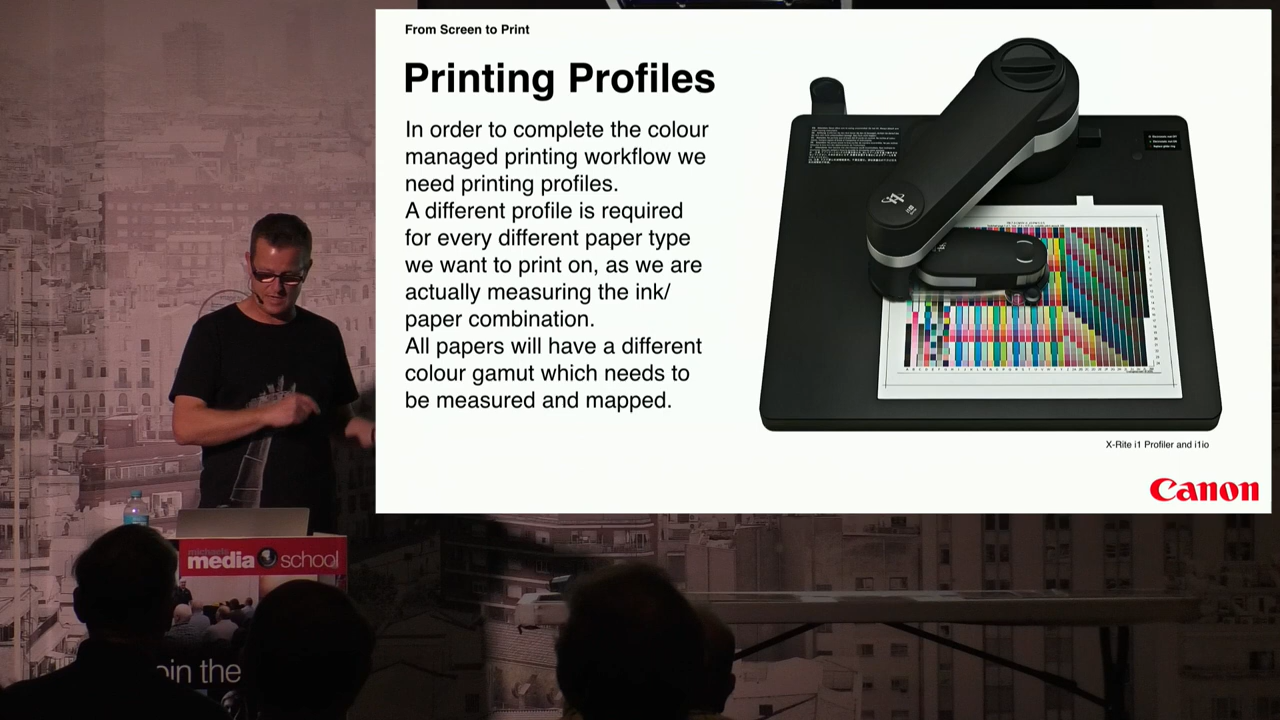 From Screen to Print
Printing Profiles
In order to complete the colour
managed printing workflow we
need printing profiles.
A different profile is required
for every different paper type
we want to print on, as we are
actually measuring the ink/
paper combination.
All papers will have a different
colour gamut which needs to
be measured and mapped.
X-Rite i1 Profiler and i1io
Canon
michaels
media school
oin the